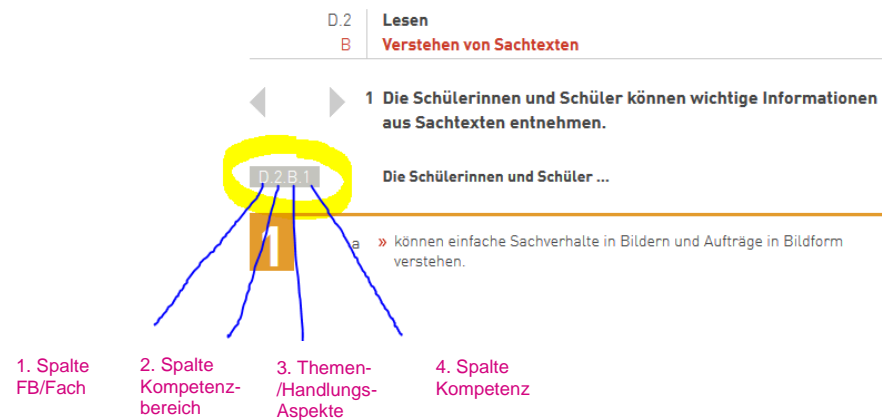 D.2 Lesen
B Verstehen von Sachtexten
1 Die Schülerinnen und Schüler können wichtige Informationen
aus Sachtexten entnehmen.
D.2.B.1 Die Schülerinnen und Schüler ...
1
a » können einfache Sachverhalte in Bildern und Aufträge in Bildform
verstehen.
1. Spalte
FB/Fach
2. Spalte
Kompetenz-
bereich
3. Themen-
/Handlungs-
Aspekte
4. Spalte
Kompetenz